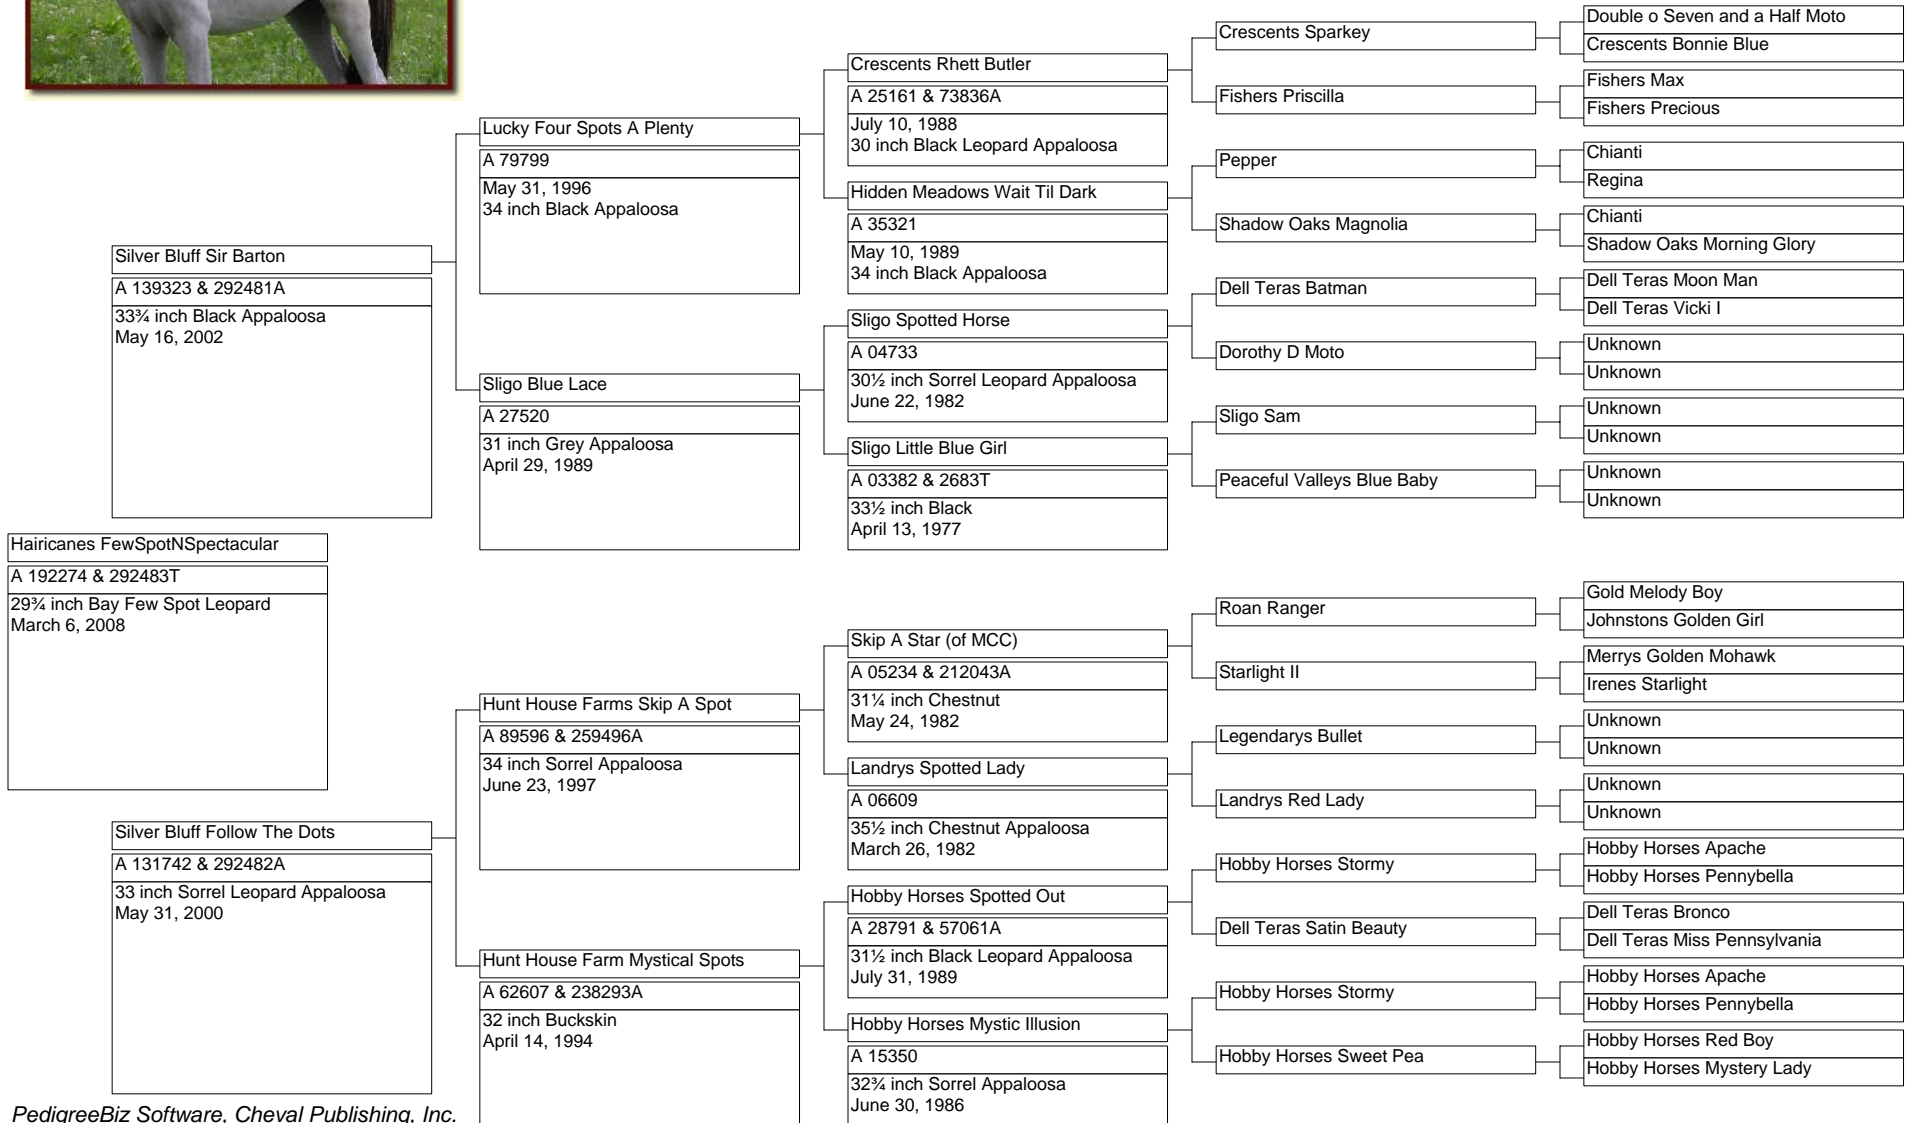 Hairicanes FewSpotNSpectacular
A 192274 & 292483T
29¾ inch Bay Few Spot Leopard
March 6, 2008
Silver Bluff Sir Barton
A 139323 & 292481A
33¾ inch Black Appaloosa
May 16, 2002
Silver Bluff Follow The Dots
A 131742 & 292482A
33 inch Sorrel Leopard Appaloosa
May 31, 2000
Lucky Four Spots A Plenty
A 79799
May 31, 1996
34 inch Black Appaloosa
Sligo Blue Lace
A 27520
31 inch Grey Appaloosa
April 29, 1989
Hunt House Farms Skip A Spot
A 89596 & 259496A
34 inch Sorrel Appaloosa
June 23, 1997
Hunt House Farm Mystical Spots
A 62607 & 238293A
32 inch Buckskin
April 14, 1994
Crescents Rhett Butler
A 25161 & 73836A
July 10, 1988
30 inch Black Leopard Appaloosa
Hidden Meadows Wait Til Dark
A 35321
May 10, 1989
34 inch Black Appaloosa
Sligo Spotted Horse
A 04733
30½ inch Sorrel Leopard Appaloosa
June 22, 1982
Sligo Little Blue Girl
A 03382 & 2683T
33½ inch Black
April 13, 1977
Skip A Star (of MCC)
A 05234 & 212043A
31¼ inch Chestnut
May 24, 1982
Landrys Spotted Lady
A 06609
35½ inch Chestnut Appaloosa
March 26, 1982
Hobby Horses Spotted Out
A 28791 & 57061A
31½ inch Black Leopard Appaloosa
July 31, 1989
Hobby Horses Mystic Illusion
A 15350
32¾ inch Sorrel Appaloosa
June 30, 1986
Crescents Sparkey
Fishers Priscilla
Pepper
Shadow Oaks Magnolia
Dell Teras Batman
Dorothy D Moto
Sligo Sam
Peaceful Valleys Blue Baby
Roan Ranger
Starlight II
Legendarys Bullet
Landrys Red Lady
Hobby Horses Stormy
Dell Teras Satin Beauty
Hobby Horses Stormy
Hobby Horses Sweet Pea
Double o Seven and a Half Moto
Crescents Bonnie Blue
Fishers Max
Fishers Precious
Chianti
Regina
Chianti
Shadow Oaks Morning Glory
Dell Teras Moon Man
Dell Teras Vicki I
Unknown
Unknown
Unknown
Unknown
Unknown
Unknown
Gold Melody Boy
Johnstons Golden Girl
Merrys Golden Mohawk
Irenes Starlight
Unknown
Unknown
Unknown
Unknown
Hobby Horses Apache
Hobby Horses Pennybella
Dell Teras Bronco
Dell Teras Miss Pennsylvania
Hobby Horses Apache
Hobby Horses Pennybella
Hobby Horses Red Boy
Hobby Horses Mystery Lady
PedigreeBiz Software, Cheval Publishing, Inc.